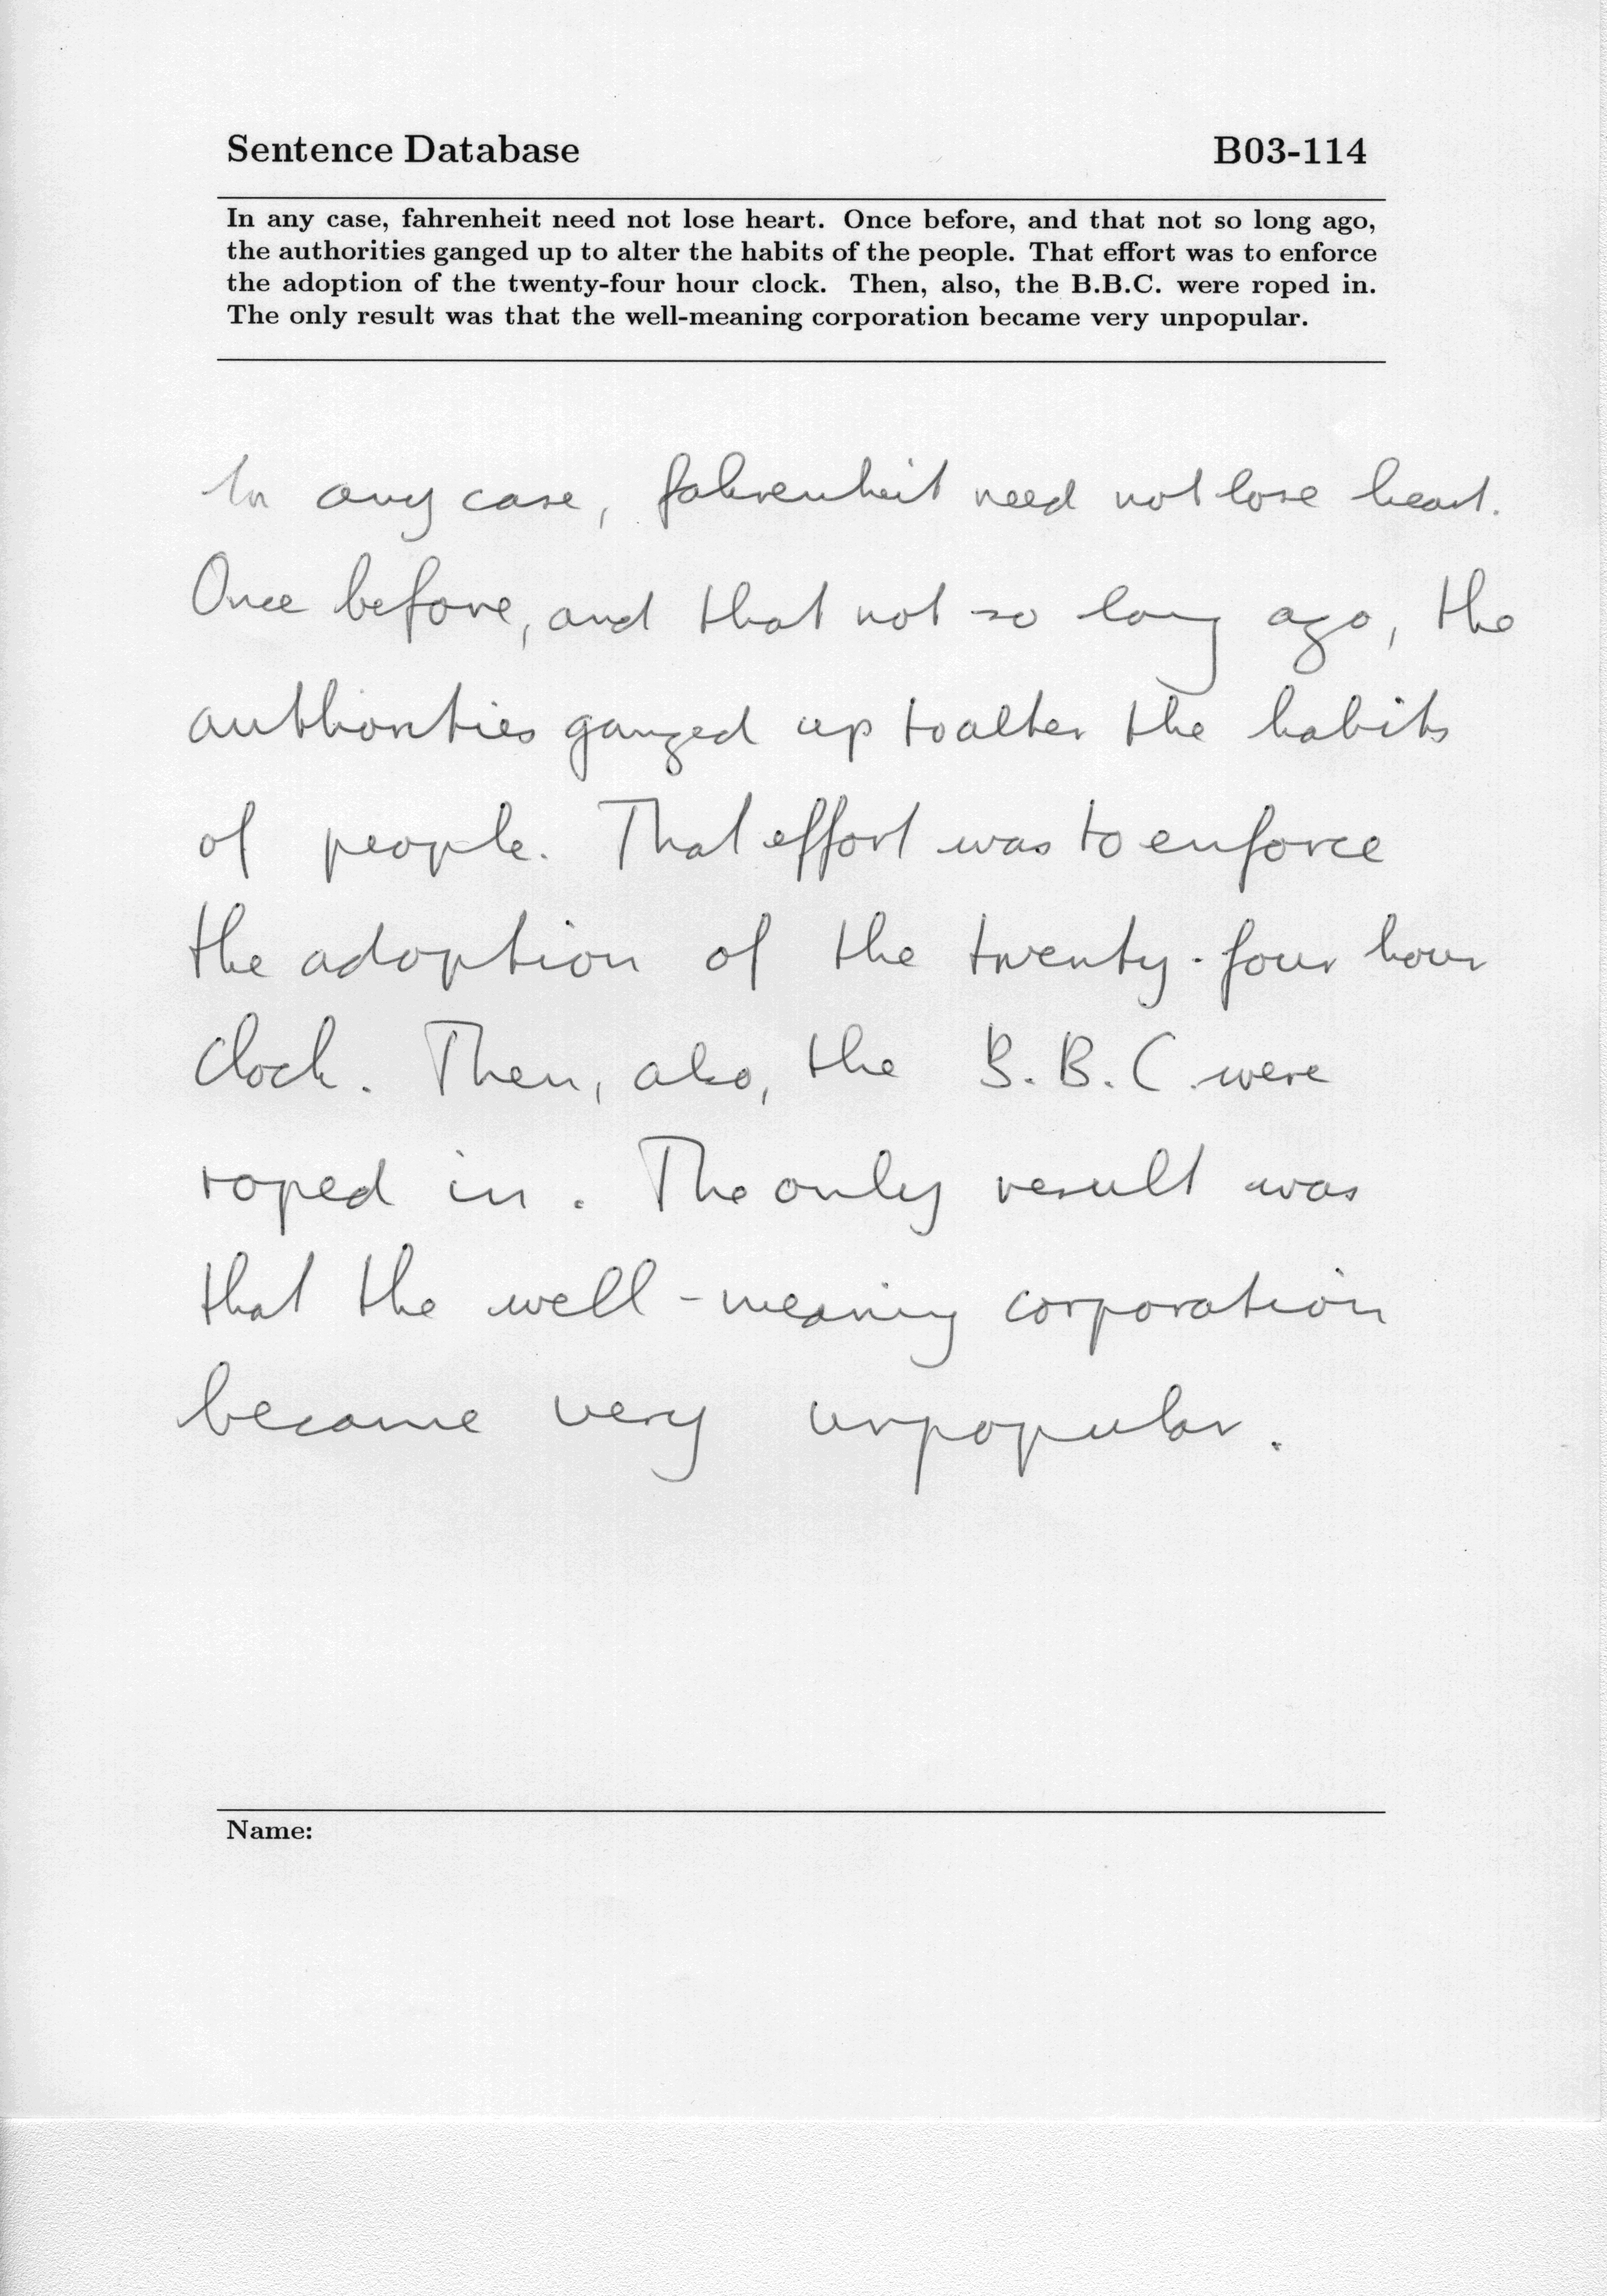 Sentence Database B03-114
In any case, fahrenheit need not lose heart. Once before, and that not so long ago,
the authorities ganged up to alter the habits of the people. That effort was to enforce
the adoption of the twenty-four hour clock. Then, also, the B.B.C. were roped in.
The only result was that the well-meaning corporation became very unpopular.
In any case, fahrenheit need not lose heart.
Once before, and that not so long ago, the
authorities ganged up to alter the habits
of people. That effort was to enforce
the adoption of the twenty-four hour
clock. Then, also, the B.B.C. were
roped in. The only result was
that the well-meaning corporation
became very unpopular.
Name: